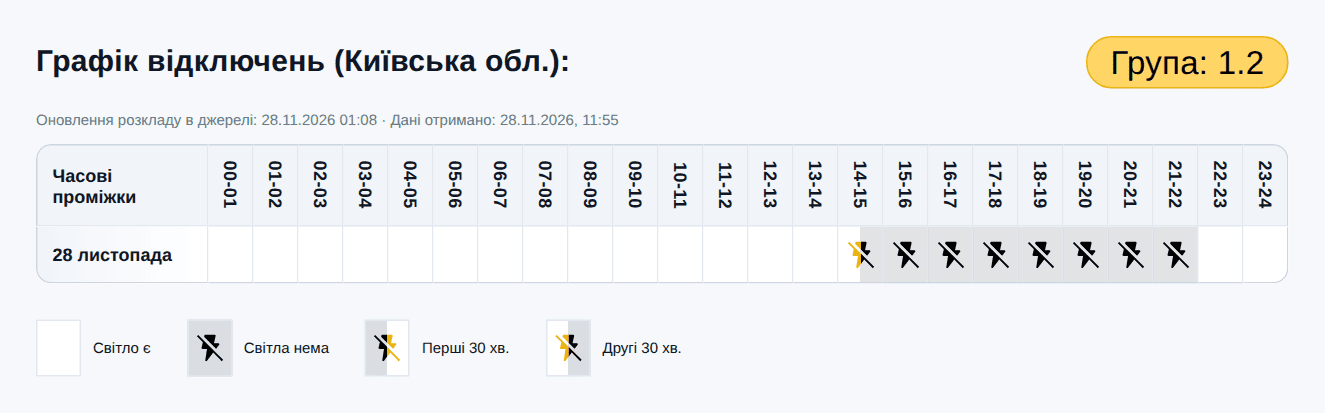 Графік відключень (Київська обл.):
Група: 1.2
Оновлення розкладу в джерелі: 28.11.2026 01:08 · Дані отримано: 28.11.2026, 11:55
Часові
проміжки
00-01
01-02
02-03
03-04
04-05
05-06
06-07
07-08
08-09
09-10
10-11
11-12
12-13
13-14
14-15
15-16
16-17
17-18
18-19
19-20
20-21
21-22
22-23
23-24
28 листопада
Світло є
Світла нема
Перші 30 хв.
Другі 30 хв.